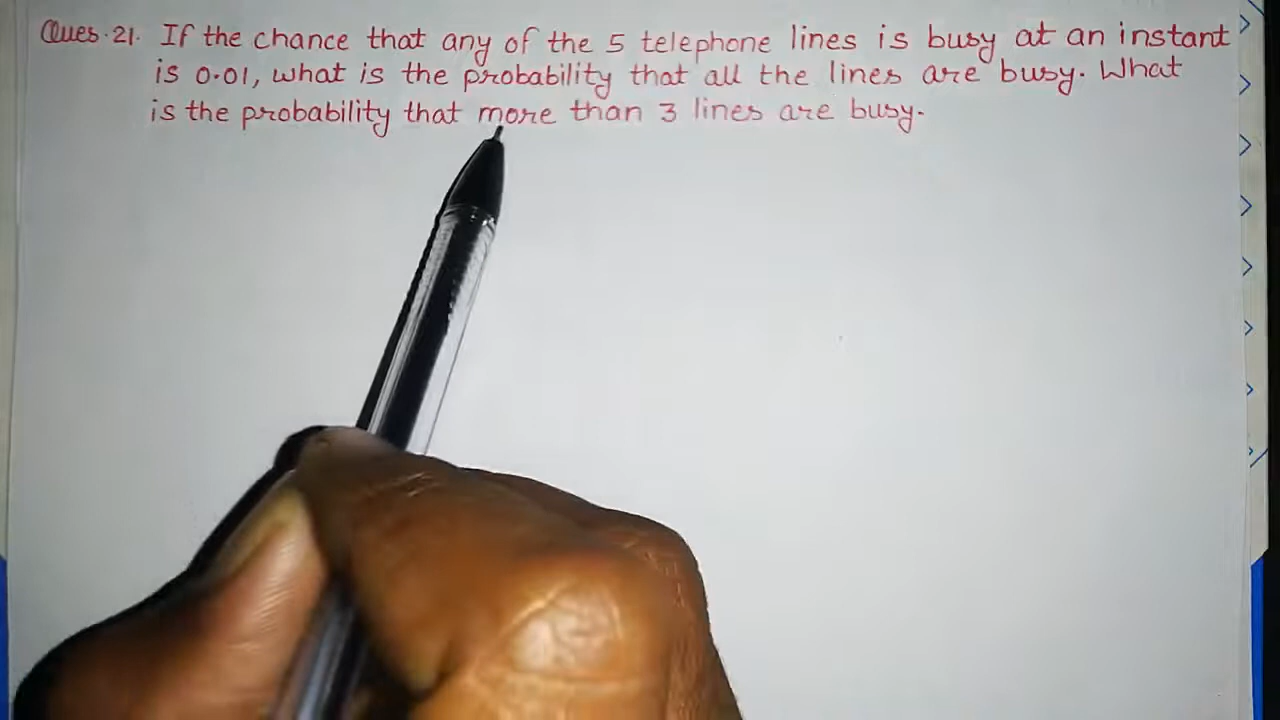 Ques.21. If the chance that any of the 5 telephone lines is busy at an instant
is 0.01, what is the probability that all the lines are busy. What
is the probability that more than 3 lines are busy.